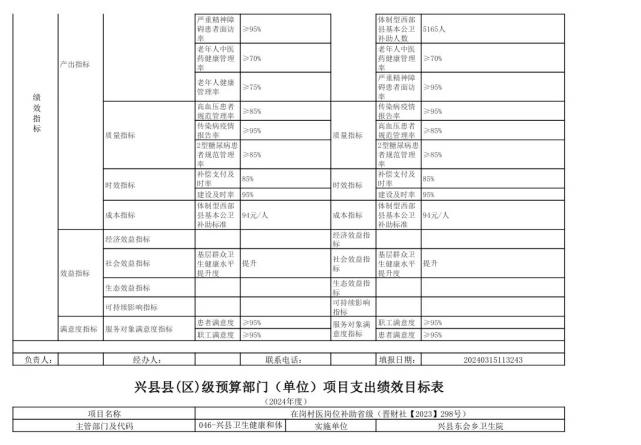 严重精神障
碍患者面访
率
≥95%
体制型西部
县基本公卫
补助人数
5165人
老年人中医
药健康管理
率
≥70%
老年人中医
药健康管理
率
≥70%
产出指标
老年人健康
管理率
≥75%
严重精神障
碍患者面访
率
≥95%
绩
效
指
标
质量指标
高血压患者
规范管理率
≥85%
质量指标
传染病疫情
报告率
≥95%
传染病疫情
报告率
≥95%
2型糖尿病患
者规范管理
率
≥85%
2型糖尿病患
者规范管理
率
≥85%
高血压患者
规范管理率
≥85%
时效指标
补偿支付及
时率
85%
时效指标
补偿支付及
时率
85%
建设及时率
95%
建设及时率
95%
成本指标
体制型西部
县基本公卫
补助标准
94元/人
成本指标
体制型西部
县基本公卫
补助标准
94元/人
效益指标
经济效益指标
经济效益指
标
社会效益指标
基层群众卫
生健康水平
提升度
提升
社会效益指
标
基层群众卫
生健康水平
提升度
提升
生态效益指标
生态效益指
标
可持续影响指标
可持续影响
指标
满意度指标
服务对象满意度指标
患者满意度
≥95%
服务对象满
意度指标
职工满意度
≥95%
职工满意度
≥95%
患者满意度
≥95%
负责人：
经办人：
联系电话：
填报日期：
20240315113243
兴县县(区)级预算部门（单位）项目支出绩效目标表
（2024年度）
项目名称
在岗村医岗位补助省级（晋财社【2023】298号）
主管部门及代码
046-兴县卫生健康和体
实施单位
兴县东会乡卫生院